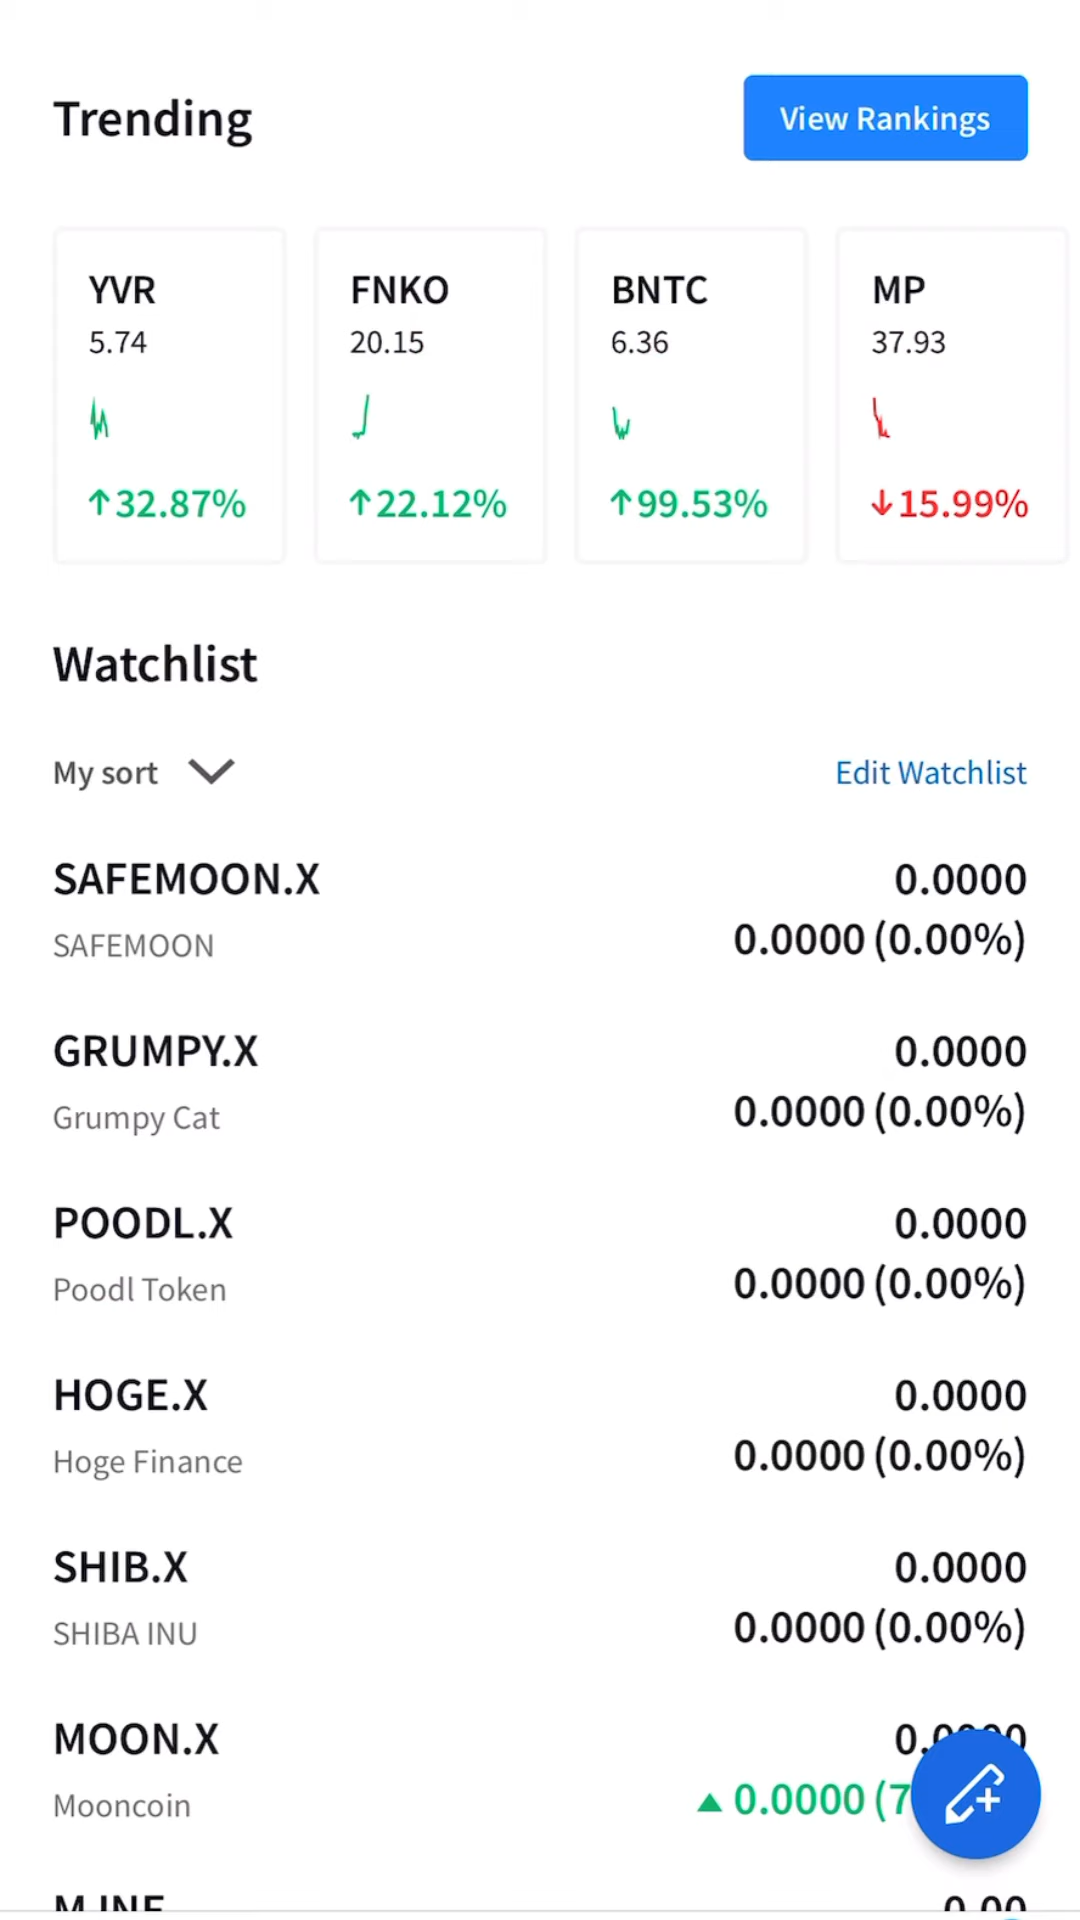 Trending
View Rankings
YVR
5.74
↑32.87%
FNKO
20.15
↑22.12%
BNTC
6.36
↑99.53%
MP
37.93
↓15.99%
Watchlist
My sort
Edit Watchlist
SAFEMOON.X
0.0000
SAFEMOON
0.0000 (0.00%)
GRUMPY.X
0.0000
Grumpy Cat
0.0000 (0.00%)
POODL.X
0.0000
Poodl Token
0.0000 (0.00%)
HOGE.X
0.0000
Hoge Finance
0.0000 (0.00%)
SHIB.X
0.0000
SHIBA INU
0.0000 (0.00%)
MOON.X
Mooncoin
▲ 0.0000 (7